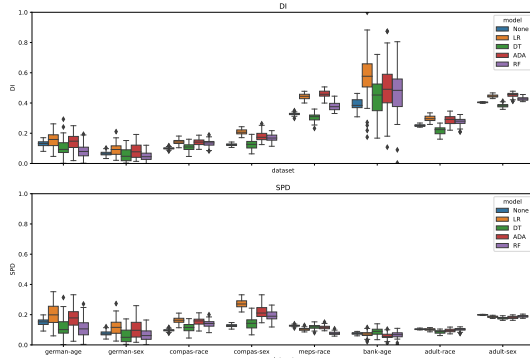 DI
1.0
0.8
0.6
0.4
0.2
0.0
DI
dataset
model
None
LR
DT
ADA
RF
SPD
1.0
0.8
0.6
0.4
0.2
0.0
SPD
model
None
LR
DT
ADA
RF
german-age
german-sex
compas-race
compas-sex
meps-race
bank-age
adult-race
adult-sex